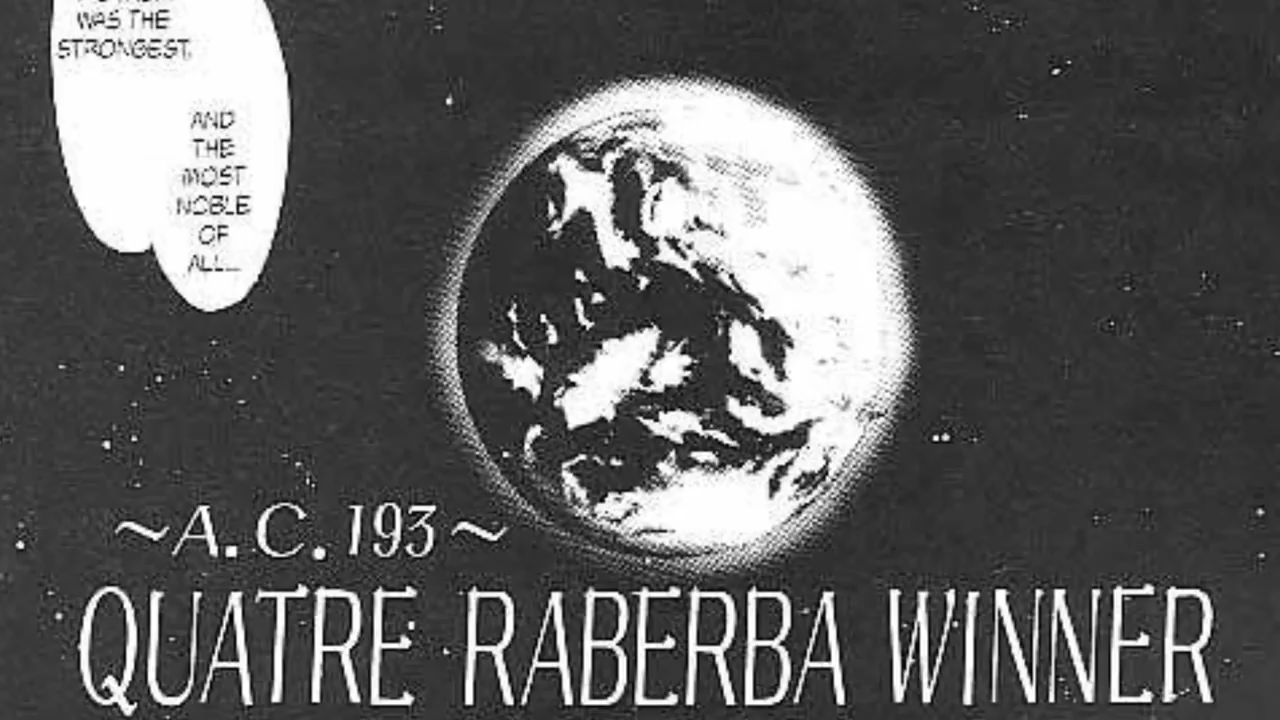 WAS THE
STRONGEST.
AND
THE
MOST
NOBLE
OF
ALL...
~A.C.193~
QUATRE RABERBA WINNER